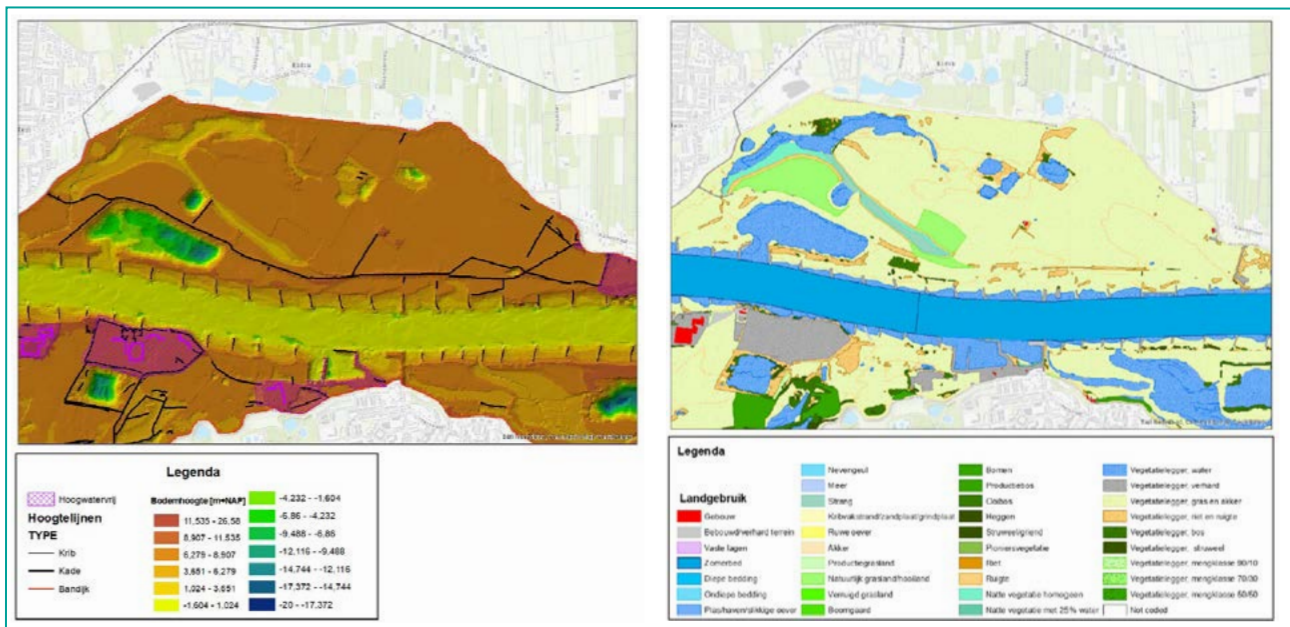 Legenda
Hoogwatervrij
Hoogtelijnen
TYPE
Krib
Kade
Bandijk
Bodemhoogte [m+NAP]
11,535 - 26,58
8,907 - 11,535
6,279 - 8,907
3,651 - 6,279
1,024 - 3,651
-1,604 - 1,024
-4,232 - -1,604
-6,86 - -4,232
-9,488 - -6,86
-12,116 - -9,488
-14,744 - -12,116
-17,372 - -14,744
-20 - -17,372
Legenda
Landgebruik
Gebouw
Bebouwd/verhard terrein
Vaste lagen
Zomerbed
Diepe bedding
Ondiepe bedding
Plas/haven/slikkige oever
Nevengeul
Meer
Strang
Kribvakstrand/zandplaat/grindplaat
Ruwe oever
Akker
Productiegrasland
Natuurlijk grasland/hooiland
Verruigd grasland
Boomgaard
Bomen
Productiebos
Ooibos
Heggen
Struweel/griend
Pioniersvegetatie
Riet
Ruigte
Natte vegetatie homogeen
Natte vegetatie met 25% water
Vegetatielegger, water
Vegetatielegger, verhard
Vegetatielegger, gras en akker
Vegetatielegger, riet en ruigte
Vegetatielegger, bos
Vegetatielegger, struweel
Vegetatielegger, mengklasse 90/10
Vegetatielegger, mengklasse 70/30
Vegetatielegger, mengklasse 50/50
Not coded